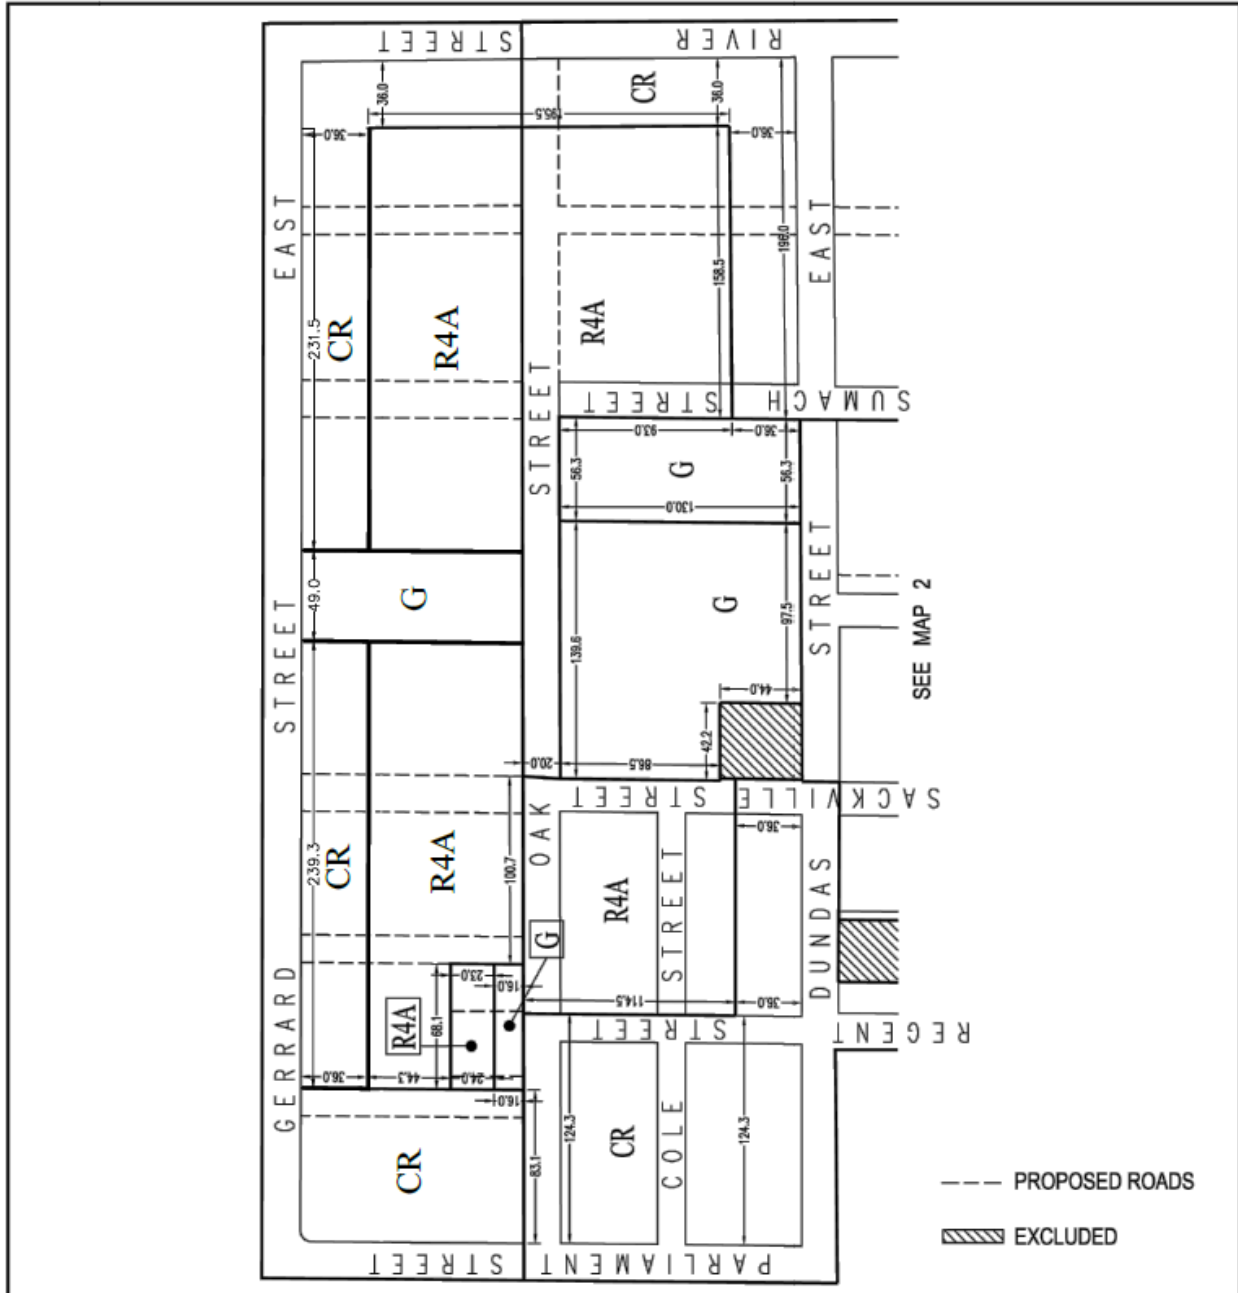 STREET
RIVER
36.0
CR
36.0
195.5
36.0
36.0
EAST
EAST
196.0
158.5
231.5
CR
R4A
R4A
STREET
STREET
SUMACH
93.0
36.0
56.3
G
56.3
130.0
STREET
49.0
G
G
139.6
97.5
STREET
SEE MAP 2
44.0
42.2
20.0
86.5
STREET
STREET
SACKVILLE
36.0
OAK
239.3
CR
R4A
100.7
R4A
STREET
DUNDAS
G
GERRARD
23.0
16.0
R4A
68.1
114.5
36.0
STREET
REGENT
36.0
44.3
24.0
16.0
83.1
124.3
CR
COLE
124.3
CR
PROPOSED ROADS
EXCLUDED
STREET
PARLIAMENT